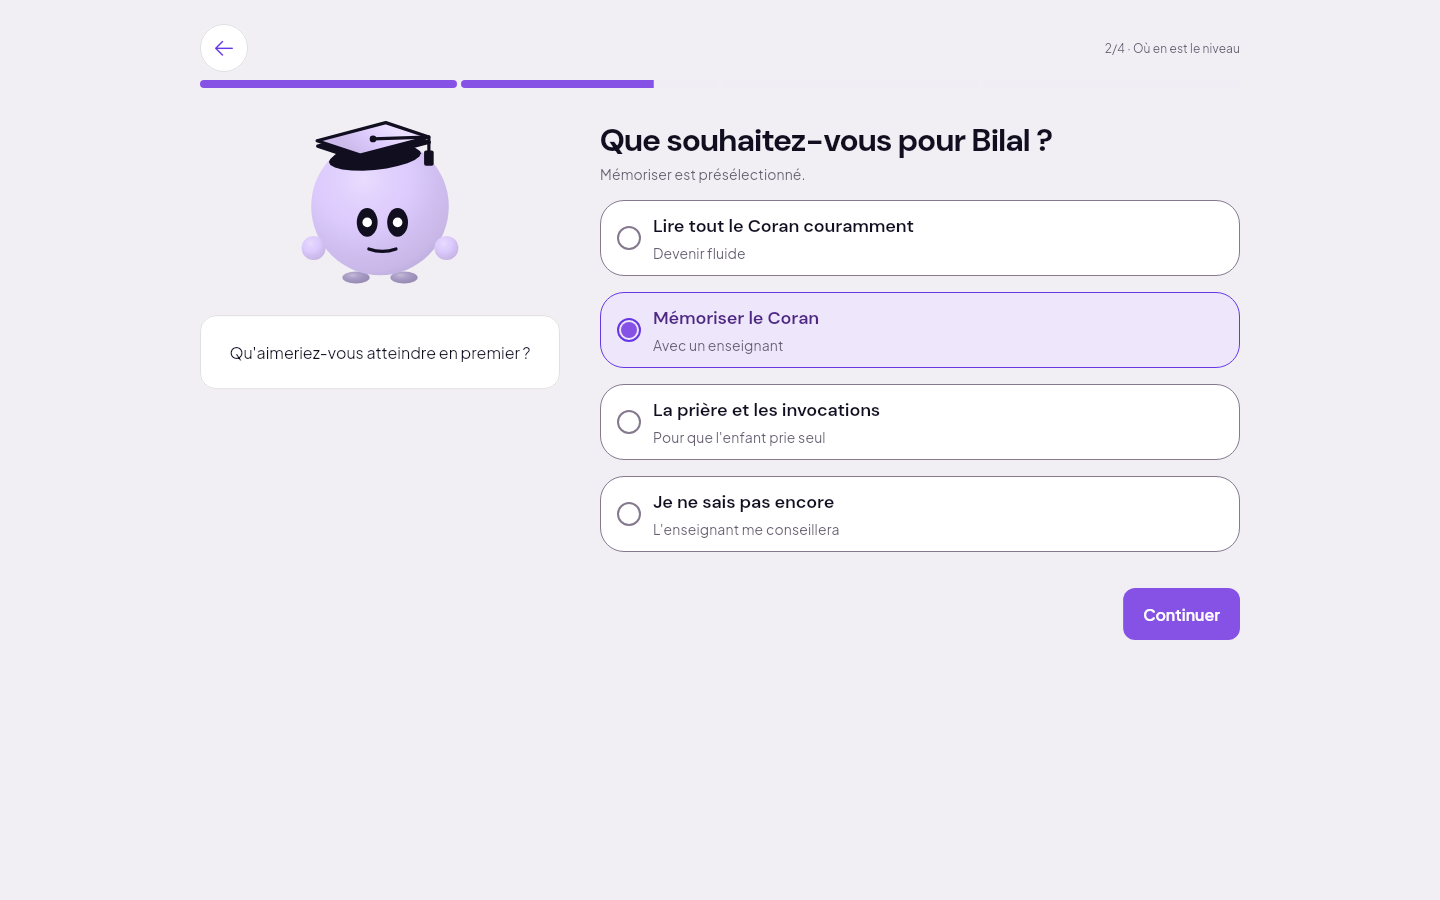 2/4 · Où en est le niveau
Qu'aimeriez-vous atteindre en premier ?
Que souhaitez-vous pour Bilal ?
Mémoriser est présélectionné.
Lire tout le Coran couramment
Devenir fluide
Mémoriser le Coran
Avec un enseignant
La prière et les invocations
Pour que l'enfant prie seul
Je ne sais pas encore
L'enseignant me conseillera
Continuer